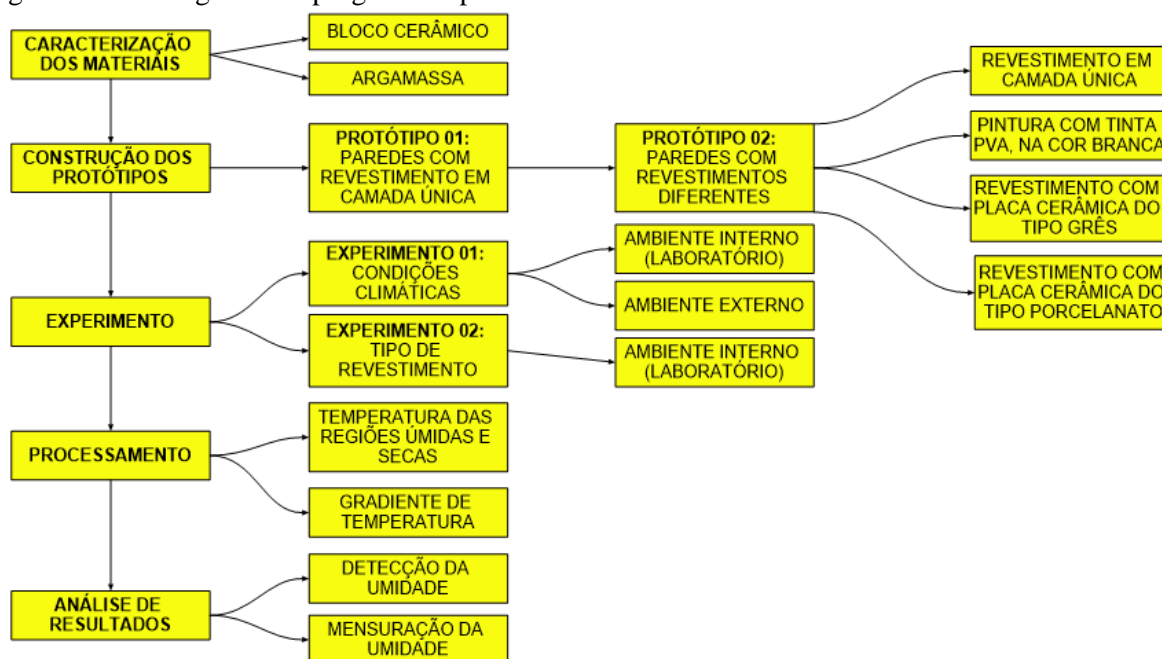 CARACTERIZAÇÃO
DOS MATERIAIS
BLOCO CERÂMICO
ARGAMASSA
CONSTRUÇÃO DOS
PROTÓTIPOS
PROTÓTIPO 01:
PAREDES COM
REVESTIMENTO EM
CAMADA ÚNICA
PROTÓTIPO 02:
PAREDES COM
REVESTIMENTOS
DIFERENTES
REVESTIMENTO EM
CAMADA ÚNICA
PINTURA COM TINTA
PVA, NA COR BRANCA
REVESTIMENTO COM
PLACA CERÂMICA DO
TIPO GRÊS
REVESTIMENTO COM
PLACA CERÂMICA DO
TIPO PORCELANATO
EXPERIMENTO
EXPERIMENTO 01:
CONDIÇÕES
CLIMÁTICAS
AMBIENTE INTERNO
(LABORATÓRIO)
AMBIENTE EXTERNO
EXPERIMENTO 02:
TIPO DE
REVESTIMENTO
AMBIENTE INTERNO
(LABORATÓRIO)
PROCESSAMENTO
TEMPERATURA DAS
REGIÕES ÚMIDAS E
SECAS
GRADIENTE DE
TEMPERATURA
ANÁLISE DE
RESULTADOS
DETECÇÃO DA
UMIDADE
MENSURAÇÃO DA
UMIDADE